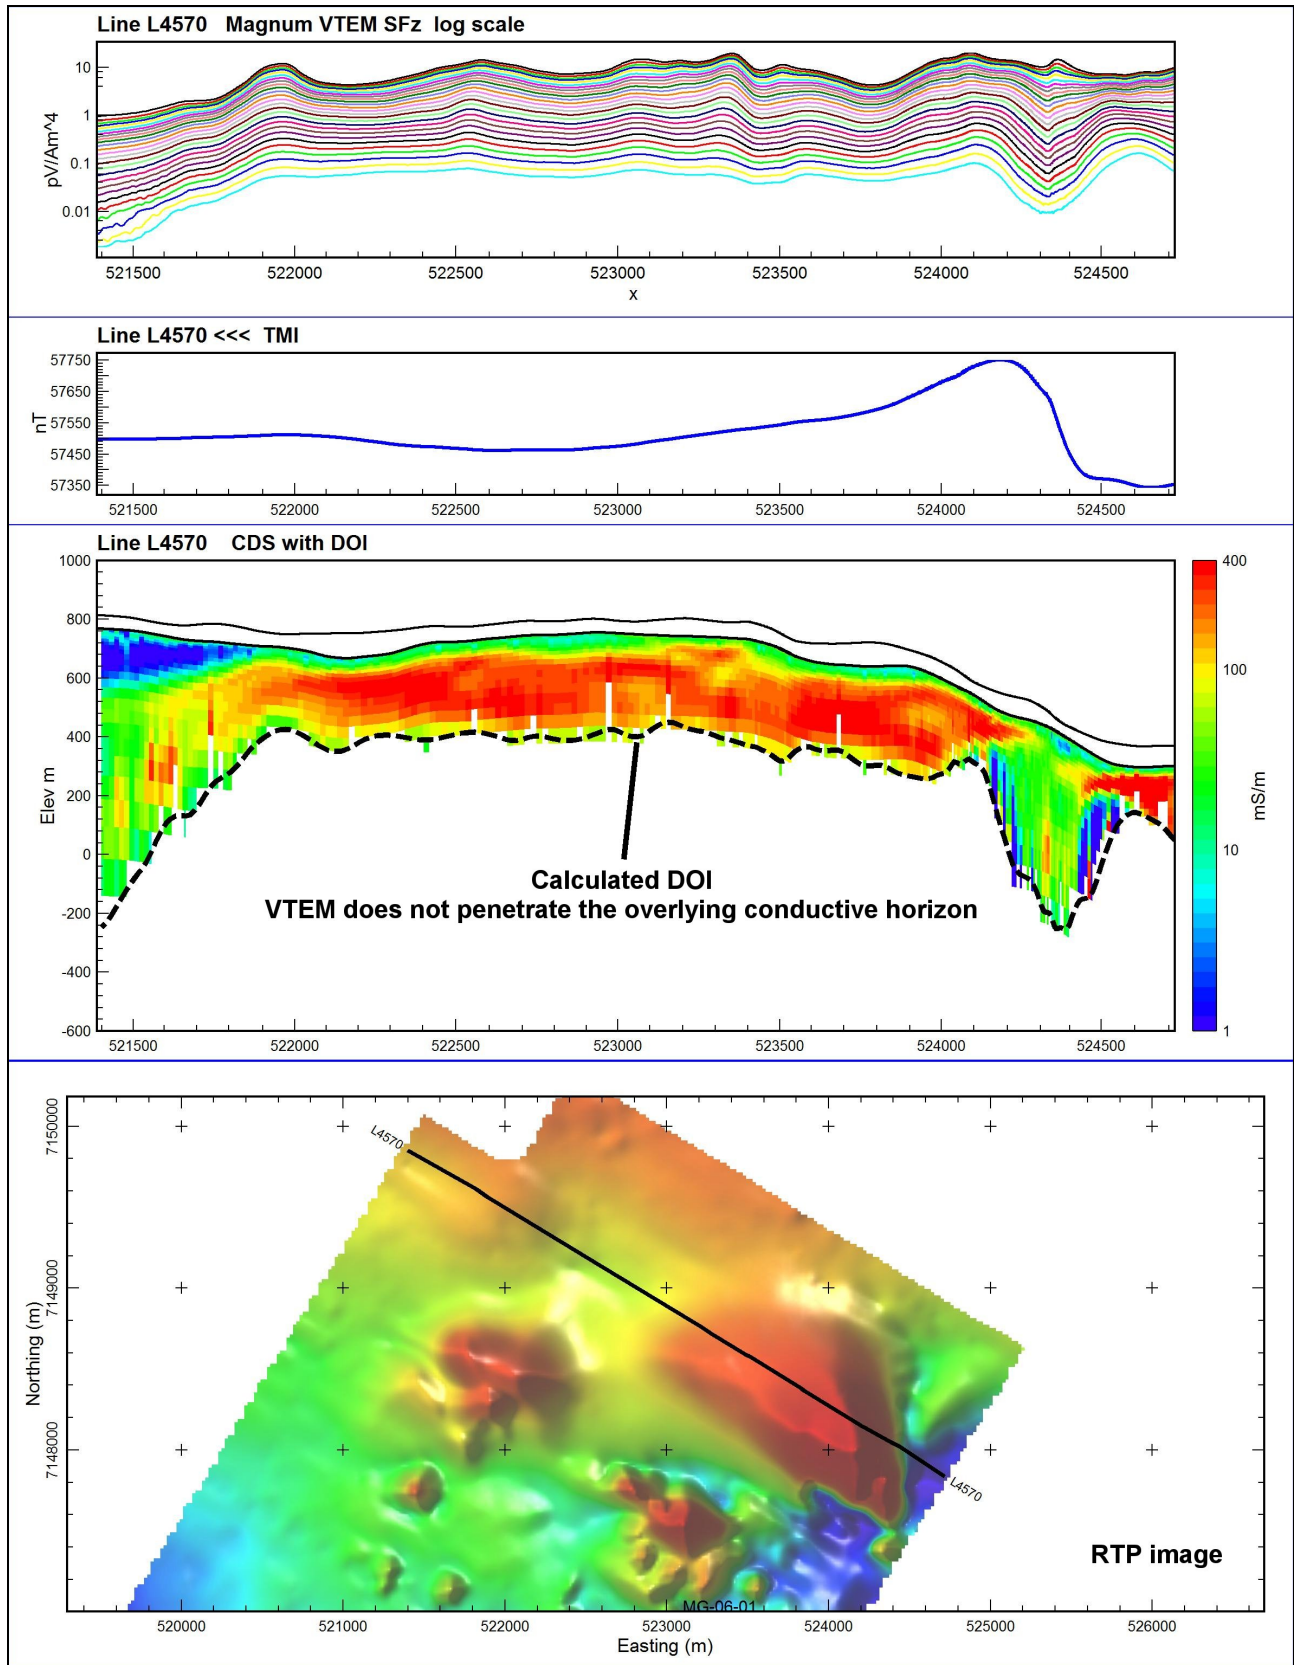 Line L4570 Magnum VTEM SFz log scale
10
1
0.1
0.01
pV/Am^4
521500 522000 522500 523000 523500 524000 524500
x
Line L4570 <<< TMI
57750
57650
57550
57450
57350
nT
521500 522000 522500 523000 523500 524000 524500
Line L4570 CDS with DOI
1000
800
600
400
200
0
-200
-400
-600
Elev m
Calculated DOI
VTEM does not penetrate the overlying conductive horizon
400
100
10
1
mS/m
521500 522000 522500 523000 523500 524000 524500
7150000
7149000
7148000
Northing (m)
L4570
L4570
RTP image
MG-06-01
520000 521000 522000 523000 524000 525000 526000
Easting (m)